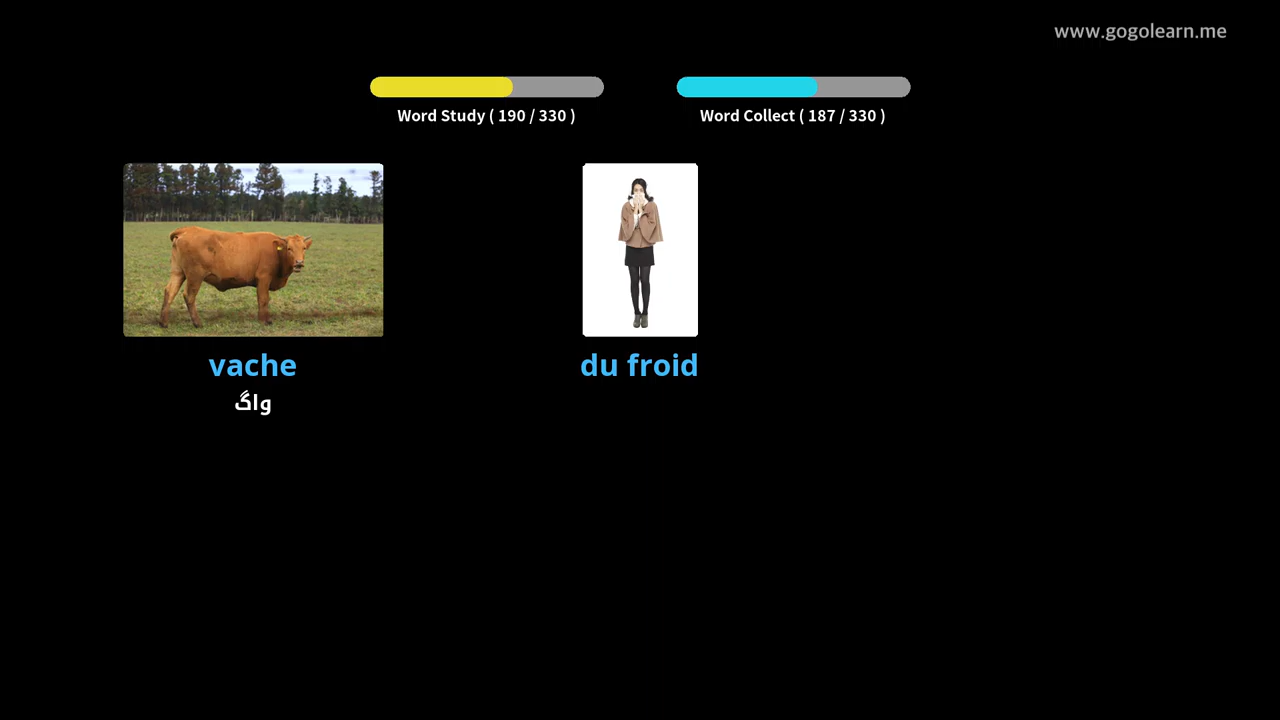 www.gogolearn.me
Word Study ( 190 / 330 )
Word Collect ( 187 / 330 )
vache
du froid
واگ